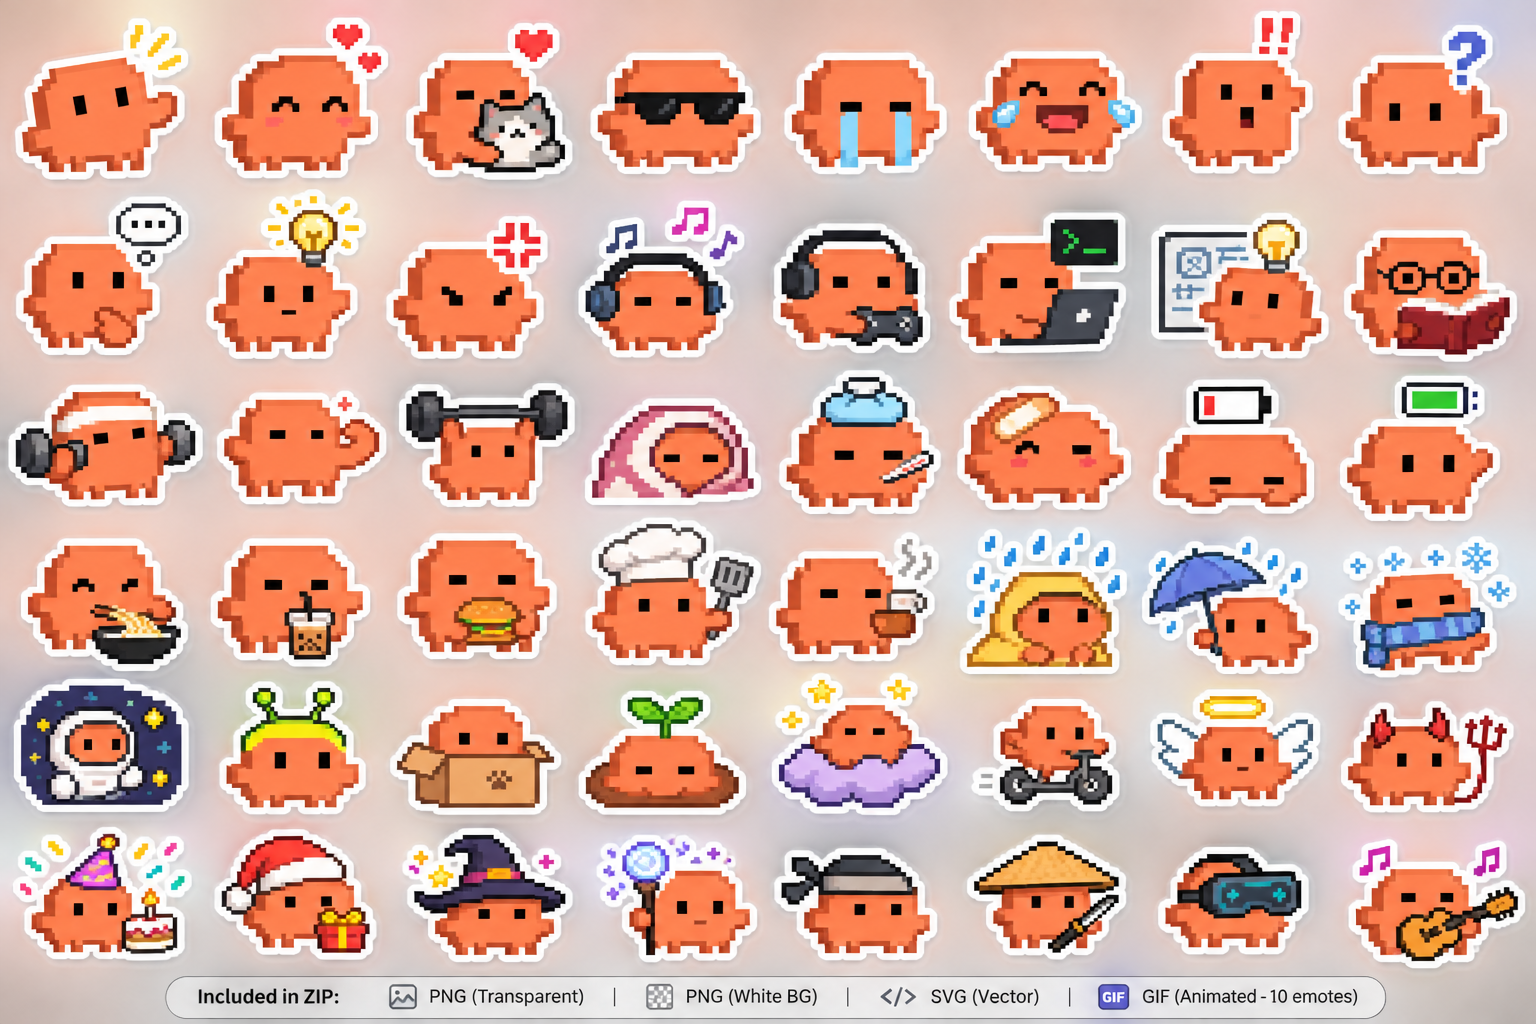 !!
?
...
>_
Included in ZIP: PNG (Transparent) | PNG (White BG) | </> SVG (Vector) | GIF GIF (Animated - 10 emotes)